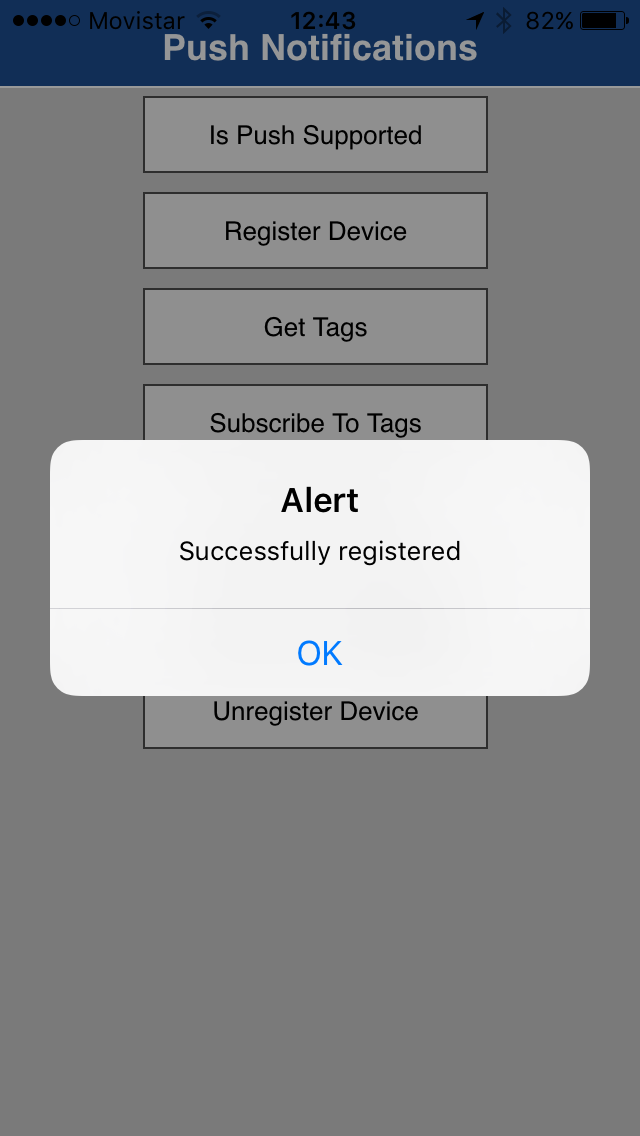 Movistar 12:43 82%
Push Notifications
Is Push Supported
Register Device
Get Tags
Subscribe To Tags
Alert
Successfully registered
OK
Unregister Device